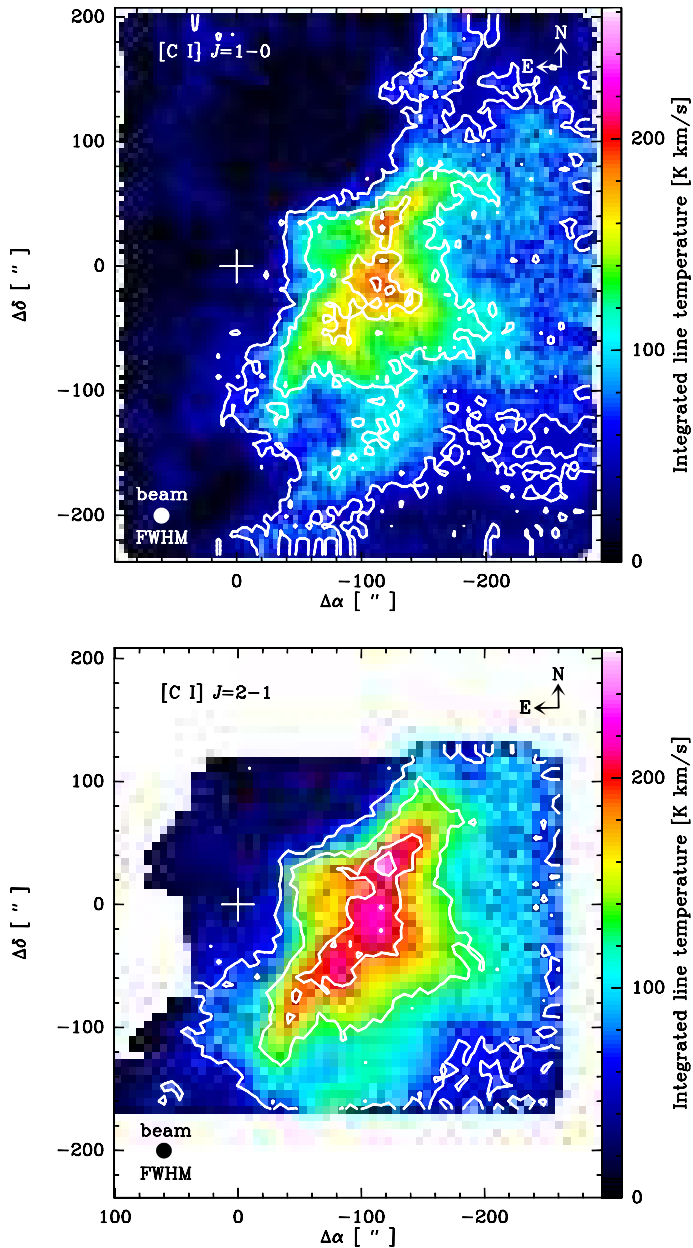 [C I] J=1−0
N
E
200
100
0
−100
−200
Δδ [ ″ ]
beam
FWHM
0
−100
−200
Δα [ ″ ]
200
100
0
Integrated line temperature [K km/s]
[C I] J=2−1
N
E
200
100
0
−100
−200
Δδ [ ″ ]
beam
FWHM
100
0
−100
−200
Δα [ ″ ]
200
100
0
Integrated line temperature [K km/s]